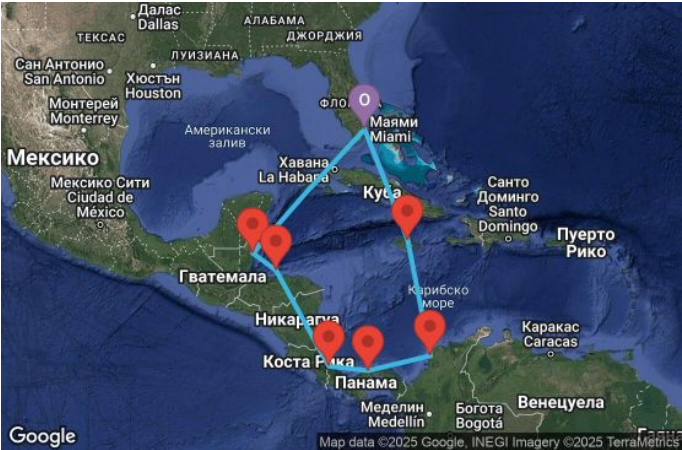 Далас
Dallas
АЛАБАМА
ТЕКСАС
ДЖОРДЖИЯ
ЛУИЗИАНА
Сан Антонио
San Antonio
Хюстън
Houston
ФЛО
O
Монтерей
Monterrey
Американски
залив
Маями
Miami
Мексико
Хавана
La Habana
Мексико Сити
Ciudad de
México
Куба
Санто
Доминго
Santo
Domingo
Пуерто
Рико
Гватемала
Карибско
море
Никарагуа
Каракас
Caracas
Коста Рика
Панама
Меделин
Medellín
Богота
Bogotá
Венецуела
Google
Map data ©2025 Google, INEGI Imagery ©2025 TerraMetrics